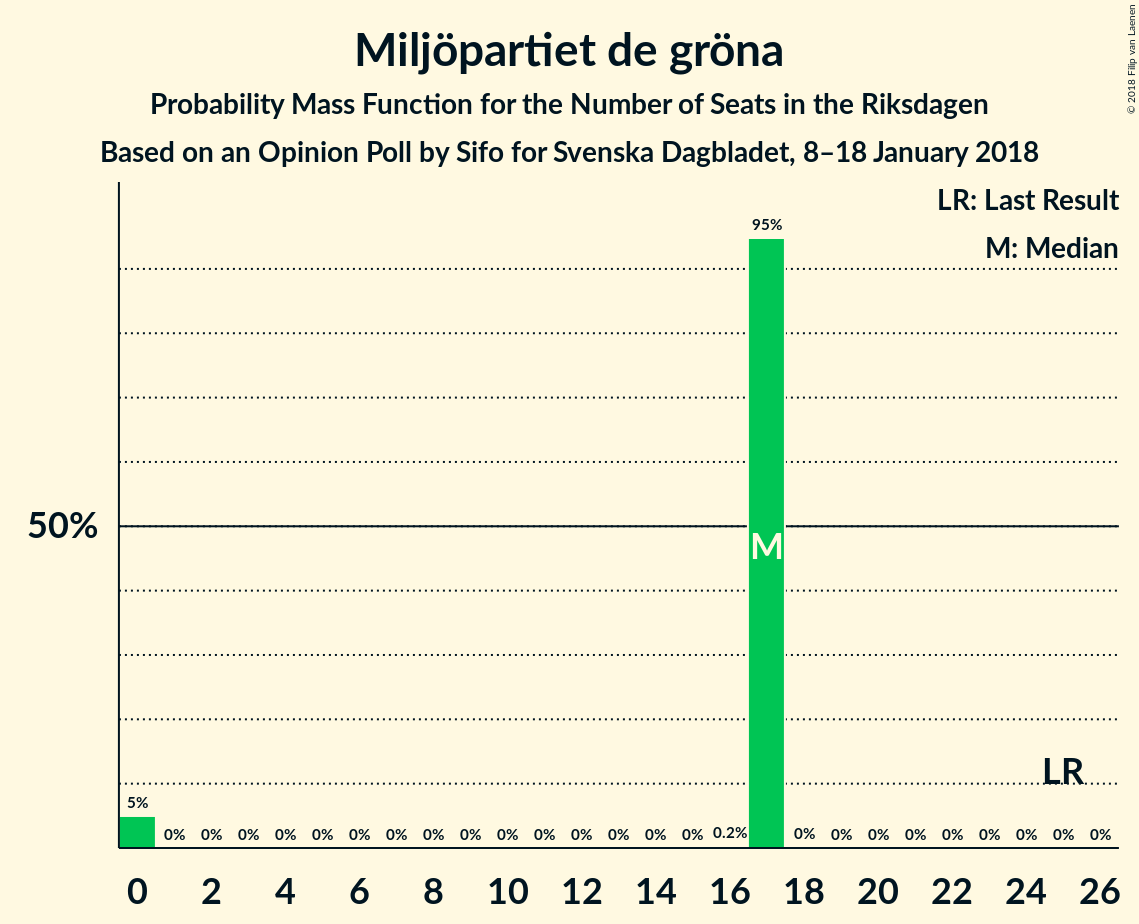 Miljöpartiet de gröna
Probability Mass Function for the Number of Seats in the Riksdagen
Based on an Opinion Poll by Sifo for Svenska Dagbladet, 8–18 January 2018
© 2018 Filip van Laenen
LR: Last Result
M: Median
95%
50%
M
LR
5%
0% 0% 0% 0% 0% 0% 0% 0% 0% 0% 0% 0% 0% 0% 0% 0.2% 0% 0% 0% 0% 0% 0% 0% 0% 0%
0 2 4 6 8 10 12 14 16 18 20 22 24 26